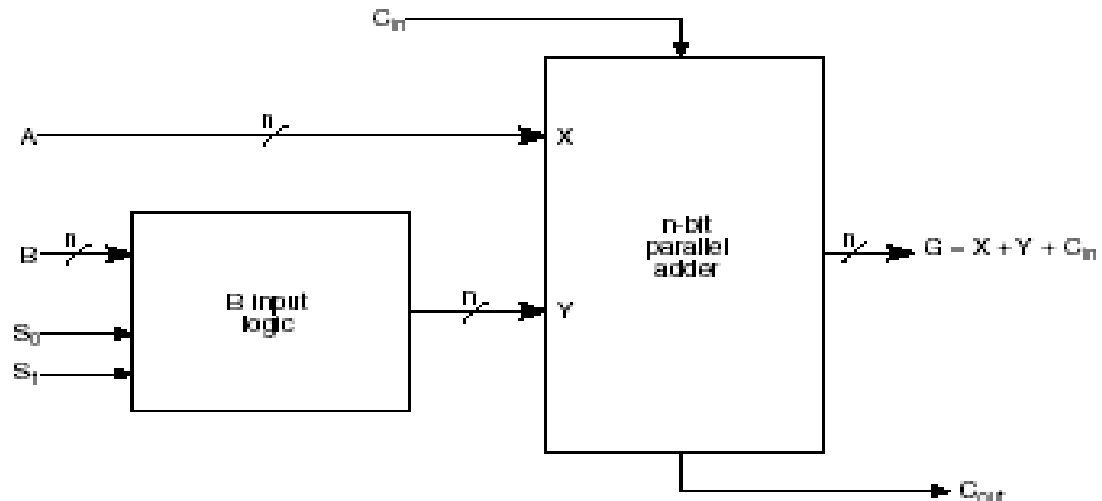 Cin
n
A
X
n
B
n-bit
parallel
adder
n
G = X + Y + Cin
B input
logic
n
Y
S0
S1
Cout